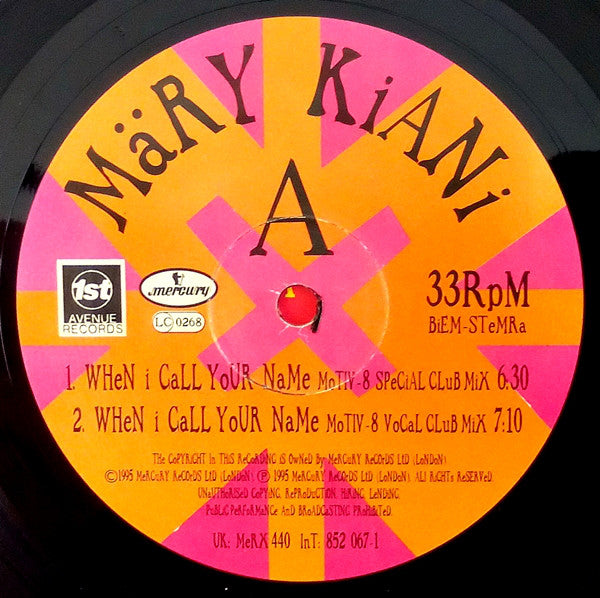 MäRY KiANi
A
1st
AVENUE
RECORDS
mercury
LC 0268
33RpM
BiEM-STeMRa
1. WHeN i CaLL YoUR NaMe MoTiV-8 SPeCiAL CLuB MiX 6:30
2. WHeN i CaLL YoUR NaMe MoTiV-8 VoCaL CLuB MiX 7:10
THe CoPYRiGHT iN THiS ReCoRDiNG iS OwNeD By MeRCuRY ReCoRDS LtD (LoNDoN)
©1995 MeRCuRY ReCoRDS LtD (LoNDoN). ℗ 1995 MeRCuRY ReCoRDS LtD (LoNDoN). ALL RiGHTs ReSeRVeD.
UNaUTHoRiSeD CoPYiNG, RePRoDUCTioN, HiRiNG, LeNDiNG,
PuBLiC PeRFoRMaNCe AND BRoADCaSTiNG PRoHiBiTeD.
UK: MeRX 440 InT: 852 067-1